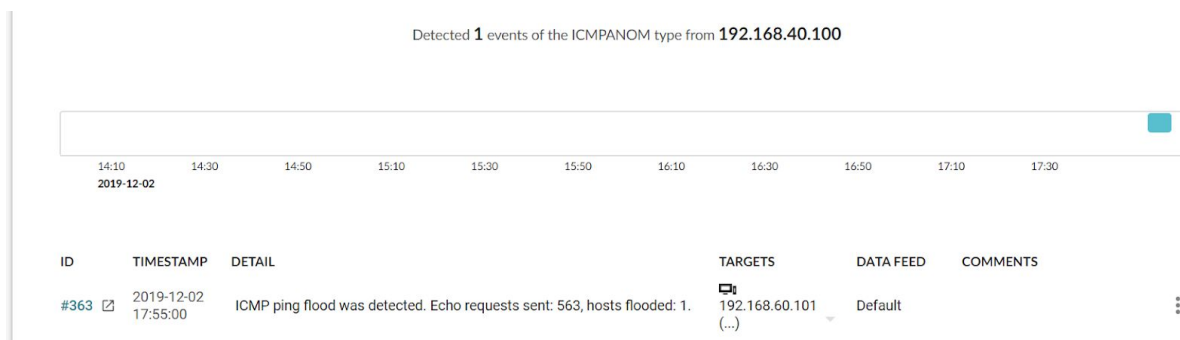 Detected 1 events of the ICMPANOM type from 192.168.40.100
14:10 14:30 14:50 15:10 15:30 15:50 16:10 16:30 16:50 17:10 17:30
2019-12-02
ID TIMESTAMP DETAIL TARGETS DATA FEED COMMENTS
#363 2019-12-02 17:55:00 ICMP ping flood was detected. Echo requests sent: 563, hosts flooded: 1. 192.168.60.101 (...) Default